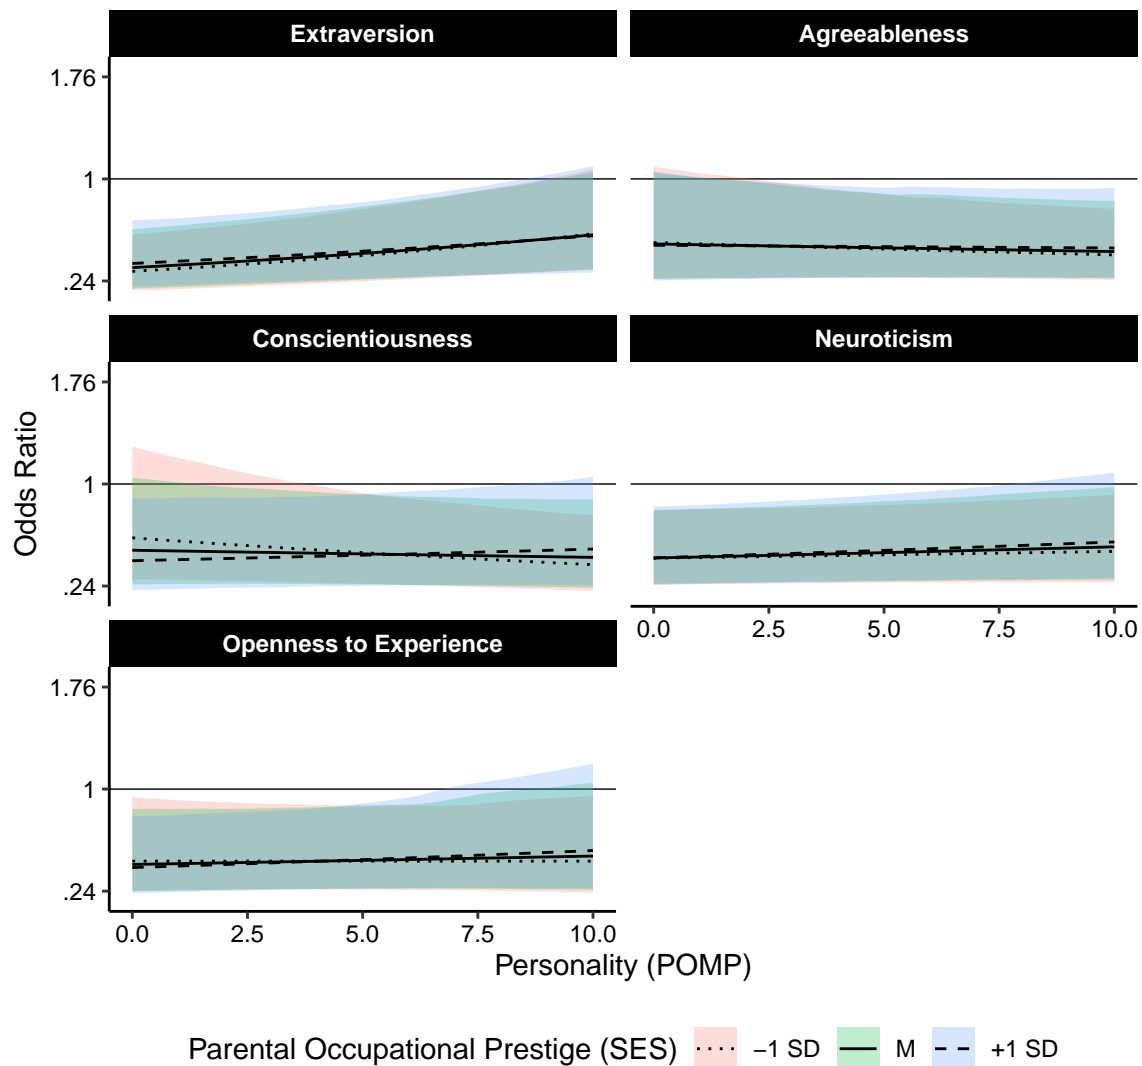 Extraversion
Agreeableness
1.76
1
.24
Conscientiousness
Neuroticism
1.76
1
.24
0.0 2.5 5.0 7.5 10.0
Openness to Experience
1.76
1
.24
0.0 2.5 5.0 7.5 10.0
Odds Ratio
Personality (POMP)
Parental Occupational Prestige (SES) −1 SD M +1 SD